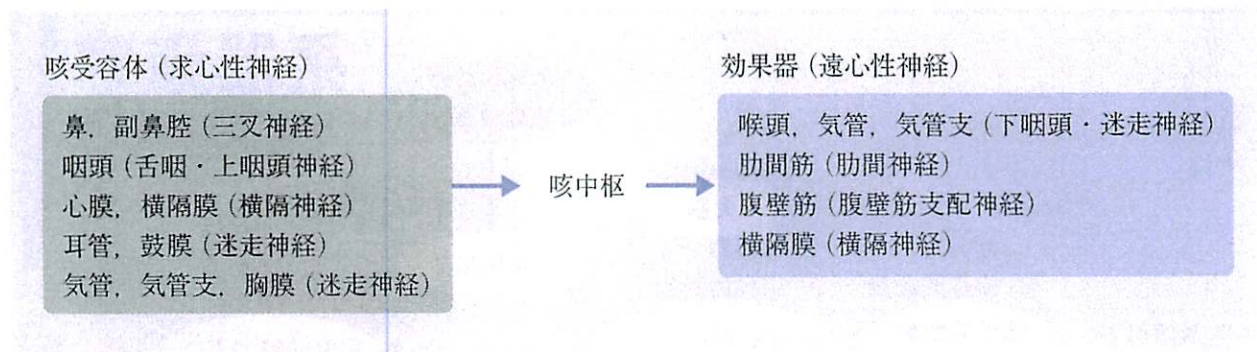 咳受容体（求心性神経）
鼻，副鼻腔（三叉神経）
咽頭（舌咽・上咽頭神経）
心膜，横隔膜（横隔神経）
耳管，鼓膜（迷走神経）
気管，気管支，胸膜（迷走神経）
咳中枢
効果器（遠心性神経）
喉頭，気管，気管支（下咽頭・迷走神経）
肋間筋（肋間神経）
腹壁筋（腹壁筋支配神経）
横隔膜（横隔神経）